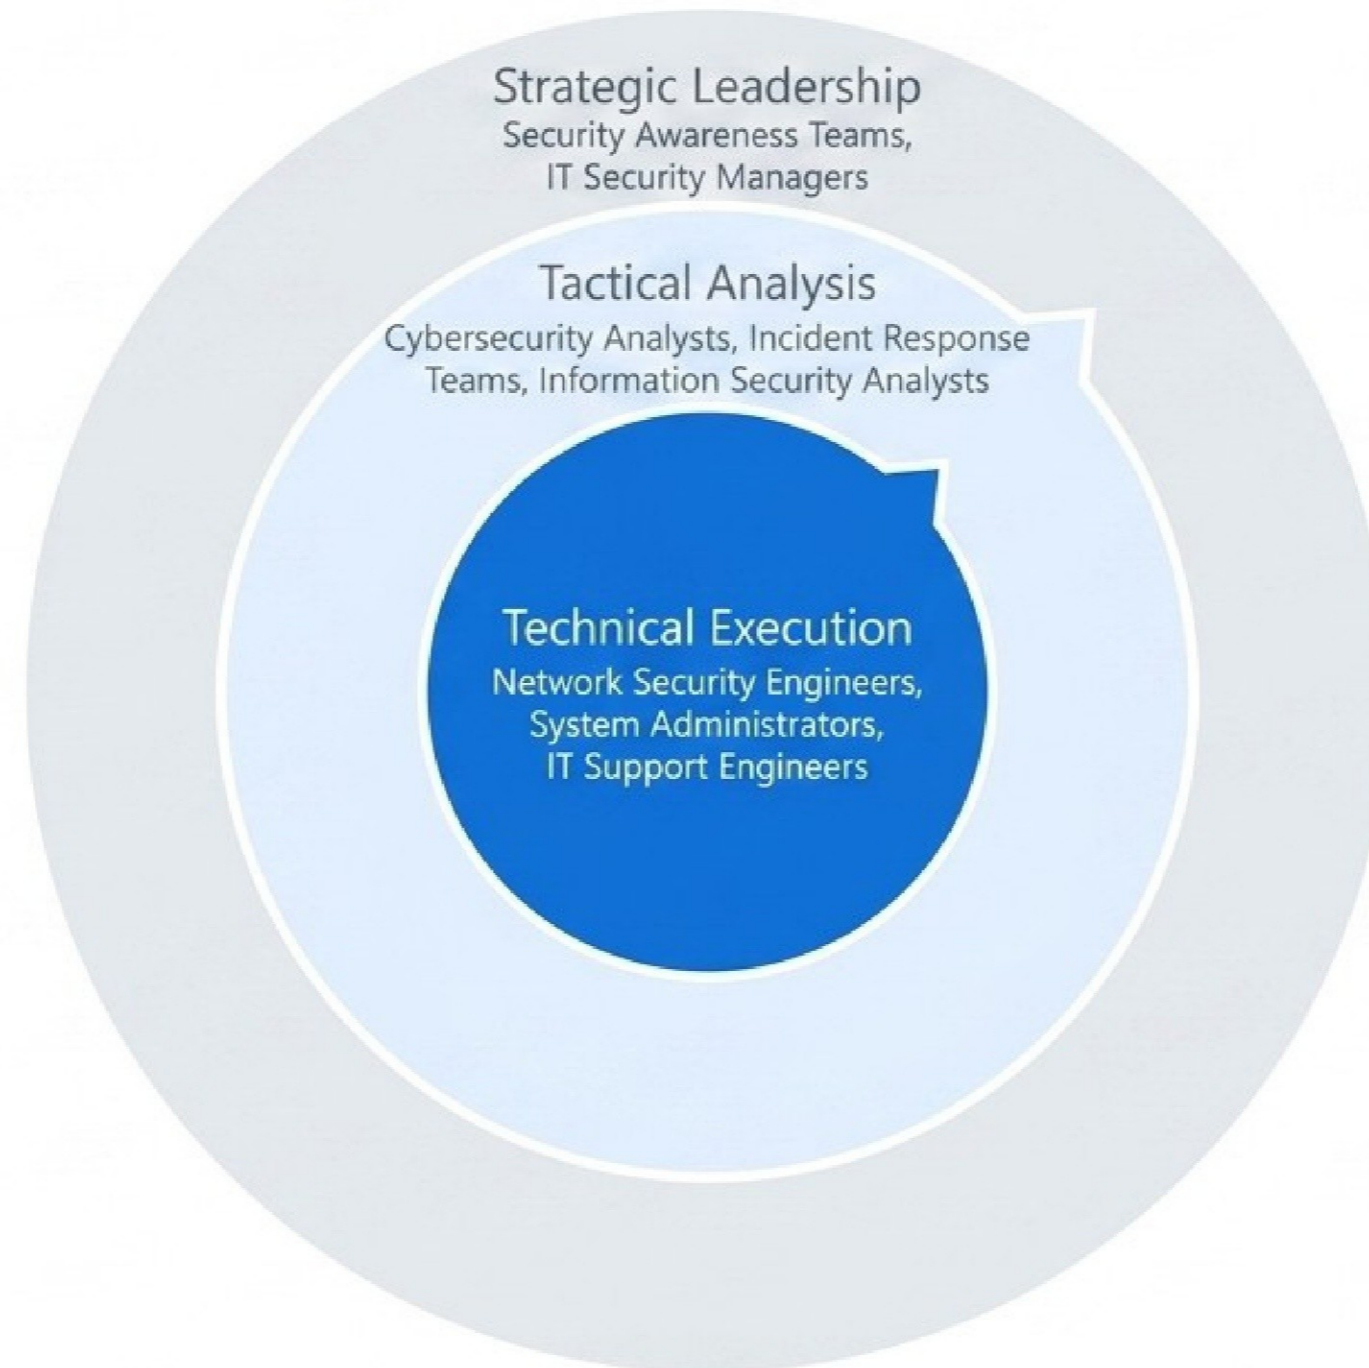 Strategic Leadership
Security Awareness Teams,
IT Security Managers
Tactical Analysis
Cybersecurity Analysts, Incident Response
Teams, Information Security Analysts
Technical Execution
Network Security Engineers,
System Administrators,
IT Support Engineers